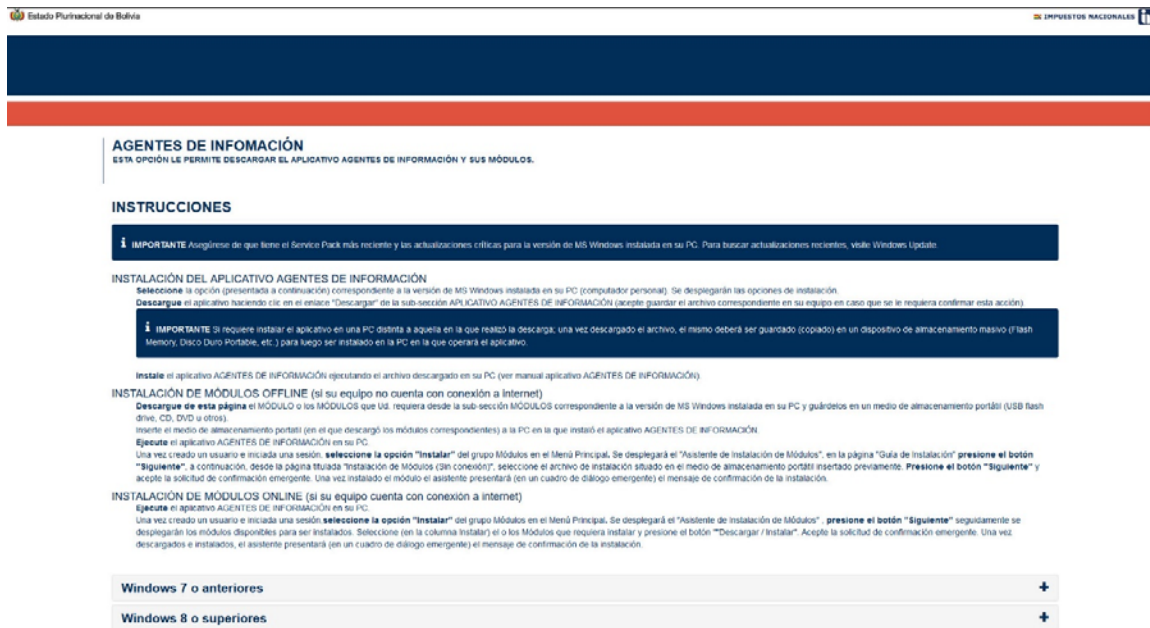 Estado Plurinacional de Bolivia
IMPUESTOS NACIONALES
AGENTES DE INFOMACIÓN
ESTA OPCIÓN LE PERMITE DESCARGAR EL APLICATIVO AGENTES DE INFORMACIÓN Y SUS MÓDULOS.
INSTRUCCIONES
IMPORTANTE Asegúrese de que tiene el Service Pack más reciente y las actualizaciones críticas para la versión de MS Windows instalada en su PC. Para buscar actualizaciones recientes, visite Windows Update.
INSTALACIÓN DEL APLICATIVO AGENTES DE INFORMACIÓN
Seleccione la opción (presentada a continuación) correspondiente a la versión de MS Windows instalada en su PC (computador personal). Se desplegarán las opciones de instalación.
Descargue el aplicativo haciendo clic en el enlace "Descargar" de la sub-sección APLICATIVO AGENTES DE INFORMACIÓN (acepte guardar el archivo correspondiente en su equipo en caso que se le requiera confirmar esta acción)
IMPORTANTE Si requiere instalar el aplicativo en una PC distinta a aquella en la que realizó la descarga; una vez descargado el archivo, el mismo deberá ser guardado (copiado) en un dispositivo de almacenamiento masivo (Flash
Memory, Disco Duro Portable, etc.) para luego ser instalado en la PC en la que operará el aplicativo.
Instale el aplicativo AGENTES DE INFORMACIÓN ejecutando el archivo descargado en su PC (ver manual aplicativo AGENTES DE INFORMACIÓN)
INSTALACIÓN DE MÓDULOS OFFLINE (si su equipo no cuenta con conexión a internet)
Descargue de esta página el MÓDULO o los MÓDULOS que Ud. requiera desde la sub-sección MÓDULOS correspondiente a la versión de MS Windows instalada en su PC y guárdelos en un medio de almacenamiento portátil (USB flash
drive, CD, DVD u otros).
Inserte el medio de almacenamiento portátil (en el que descargó los módulos correspondientes) a la PC en la que instaló el aplicativo AGENTES DE INFORMACIÓN
Ejecute el aplicativo AGENTES DE INFORMACIÓN en su PC.
Una vez creado un usuario e iniciada una sesión, seleccione la opción "Instalar" del grupo Módulos en el Menú Principal. Se desplegará el "Asistente de Instalación de Módulos", en la página "Guía de Instalación" presione el botón
"Siguiente", a continuación, desde la página titulada "Instalación de Módulos (Sin conexión)", seleccione el archivo de instalación situado en el medio de almacenamiento portátil insertado previamente. Presione el botón "Siguiente" y
acepte la solicitud de confirmación emergente. Una vez instalado el módulo el asistente presentará (en un cuadro de diálogo emergente) el mensaje de confirmación de la instalación.
INSTALACIÓN DE MÓDULOS ONLINE (si su equipo cuenta con conexión a internet)
Ejecute el aplicativo AGENTES DE INFORMACIÓN en su PC.
Una vez creado un usuario e iniciada una sesión seleccione la opción "Instalar" del grupo Módulos en el Menú Principal. Se desplegará el "Asistente de Instalación de Módulos" , presione el botón "Siguiente" seguidamente se
desplegarán los módulos disponibles para ser instalados. Seleccione (en la columna Instalar) el o los Módulos que requiera instalar y presione el botón ""Descargar / Instalar". Acepte la solicitud de confirmación emergente. Una vez
descargados e instalados, el asistente presentará (en un cuadro de diálogo emergente) el mensaje de confirmación de la instalación.
Windows 7 o anteriores
Windows 8 o superiores